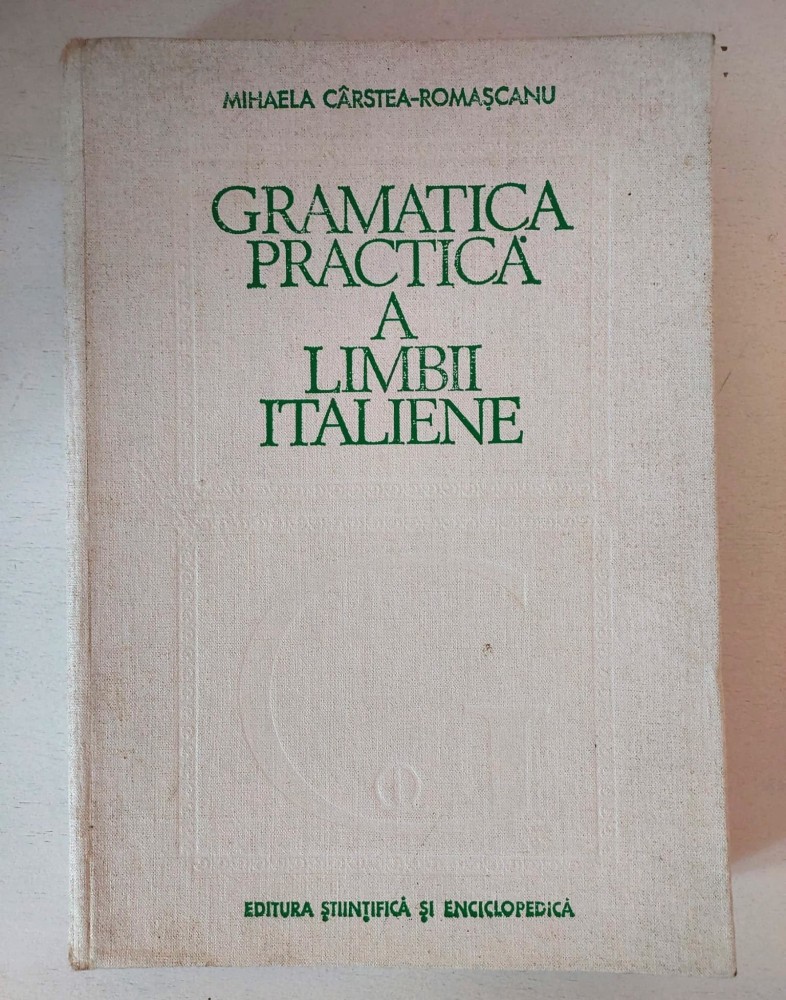 MIHAELA CÂRSTEA-ROMAȘCANU
GRAMATICA
PRACTICĂ
A
LIMBII
ITALIENE
G
EDITURA ȘTIINȚIFICĂ ȘI ENCICLOPEDICĂ